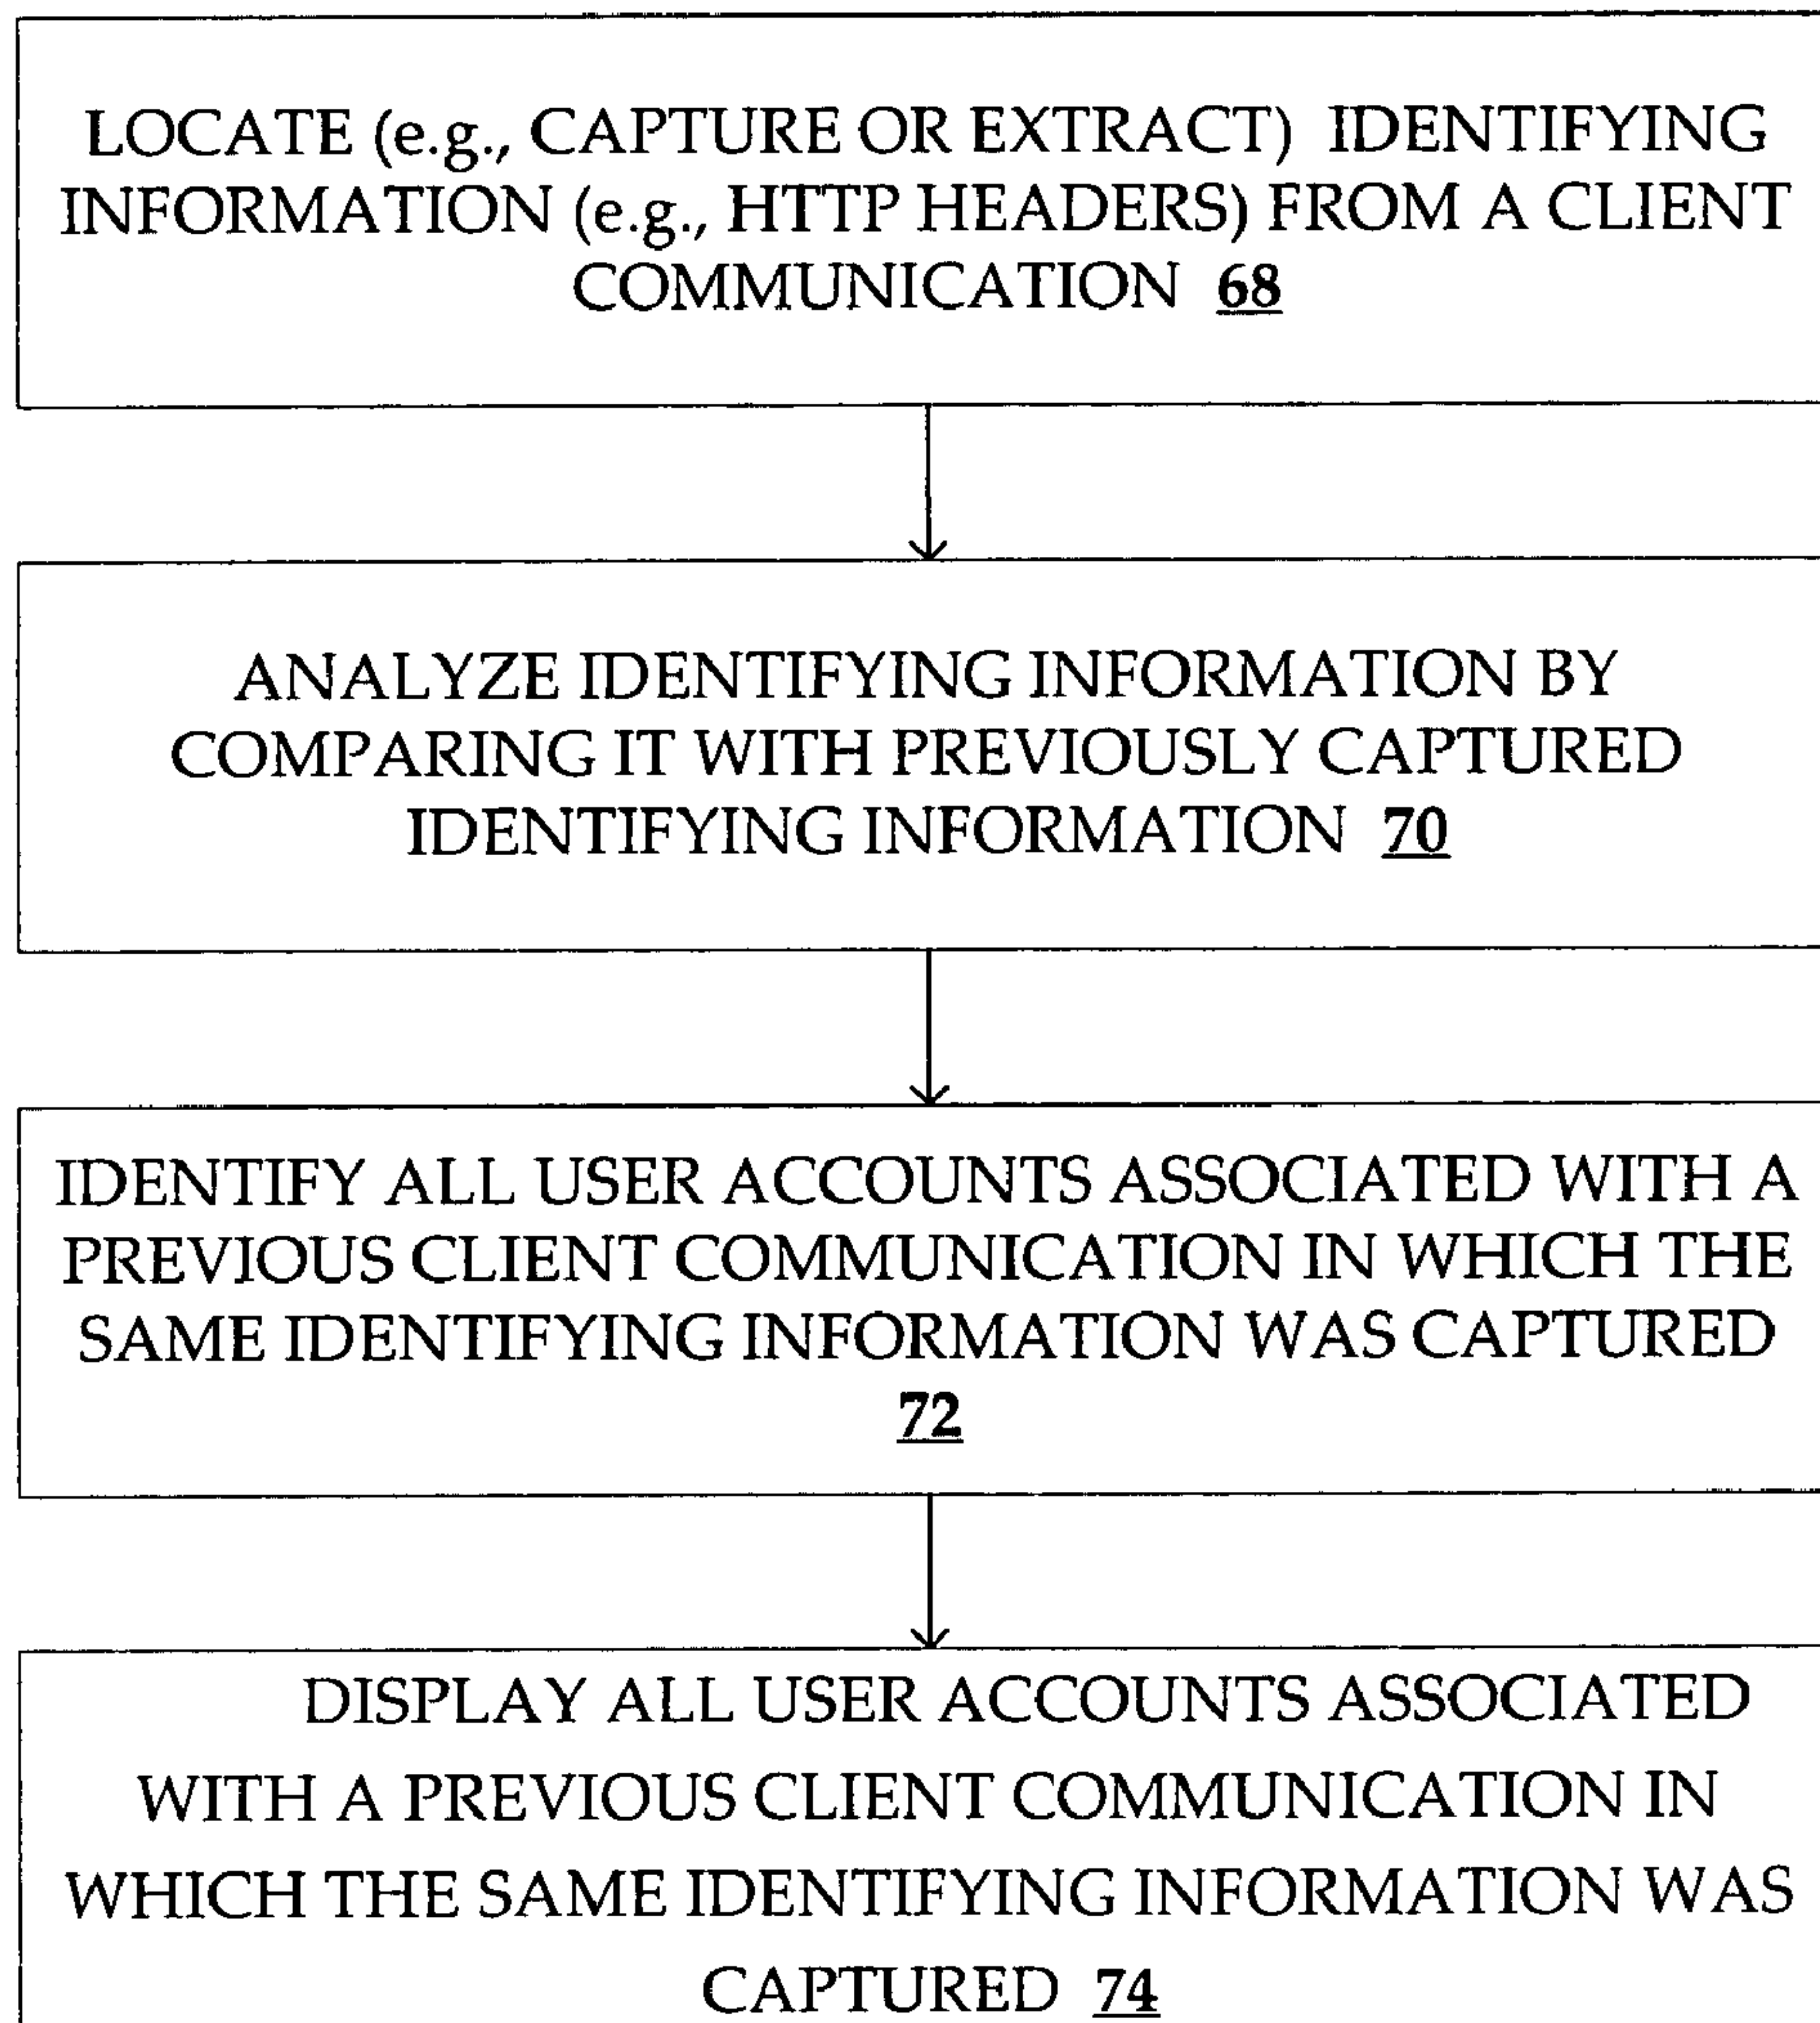 LOCATE (e.g., CAPTURE OR EXTRACT) IDENTIFYING
INFORMATION (e.g., HTTP HEADERS) FROM A CLIENT
COMMUNICATION 68
ANALYZE IDENTIFYING INFORMATION BY
COMPARING IT WITH PREVIOUSLY CAPTURED
IDENTIFYING INFORMATION 70
IDENTIFY ALL USER ACCOUNTS ASSOCIATED WITH A
PREVIOUS CLIENT COMMUNICATION IN WHICH THE
SAME IDENTIFYING INFORMATION WAS CAPTURED
72
DISPLAY ALL USER ACCOUNTS ASSOCIATED
WITH A PREVIOUS CLIENT COMMUNICATION IN
WHICH THE SAME IDENTIFYING INFORMATION WAS
CAPTURED 74